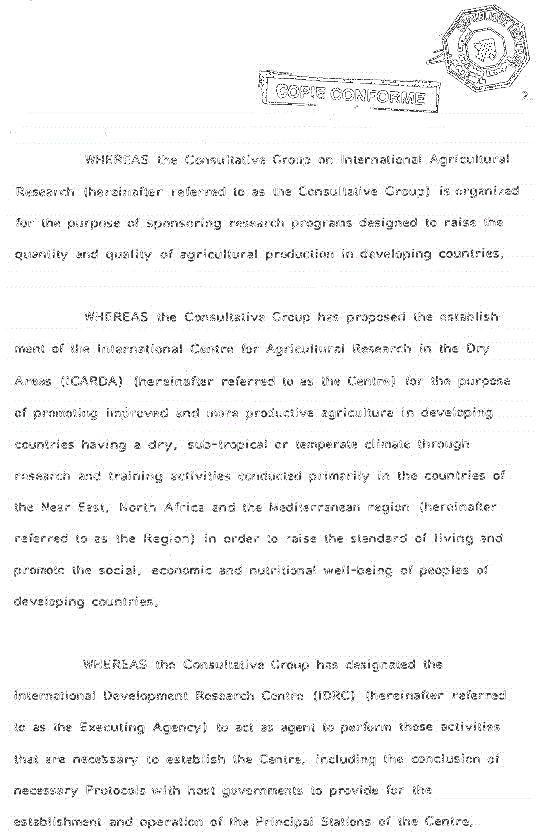 COPIE CONFORME
2
WHEREAS the Consultative Group on International Agricultural
Research (hereinafter referred to as the Consultative Group) is organized
for the purpose of sponsoring research programs designed to raise the
quantity and quality of agricultural production in developing countries,
WHEREAS the Consultative Group has proposed the establish
ment of the International Centre for Agricultural Research in the Dry
Areas (ICARDA) (hereinafter referred to as the Centre) for the purpose
of promoting improved and more productive agriculture in developing
countries having a dry, sub-tropical or temperate climate through
research and training activities conducted primarily in the countries of
the Near East, North Africa and the Mediterranean region (hereinafter
referred to as the Region) in order to raise the standard of living and
promote the social, economic and nutritional well-being of peoples of
developing countries,
WHEREAS the Consultative Group has designated the
International Development Research Centre (IDRC) (hereinafter referred
to as the Executing Agency) to act as agent to perform those activities
that are necessary to establish the Centre, including the conclusion of
necessary Protocols with host governments to provide for the
establishment and operation of the Principal Stations of the Centre,